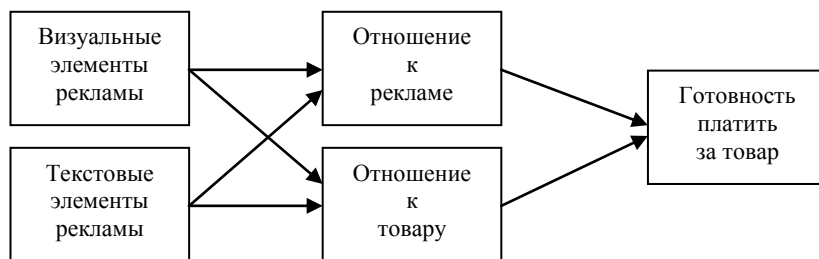 Визуальные
элементы
рекламы
Отношение
к
рекламе
Готовность
платить
за товар
Текстовые
элементы
рекламы
Отношение
к
товару